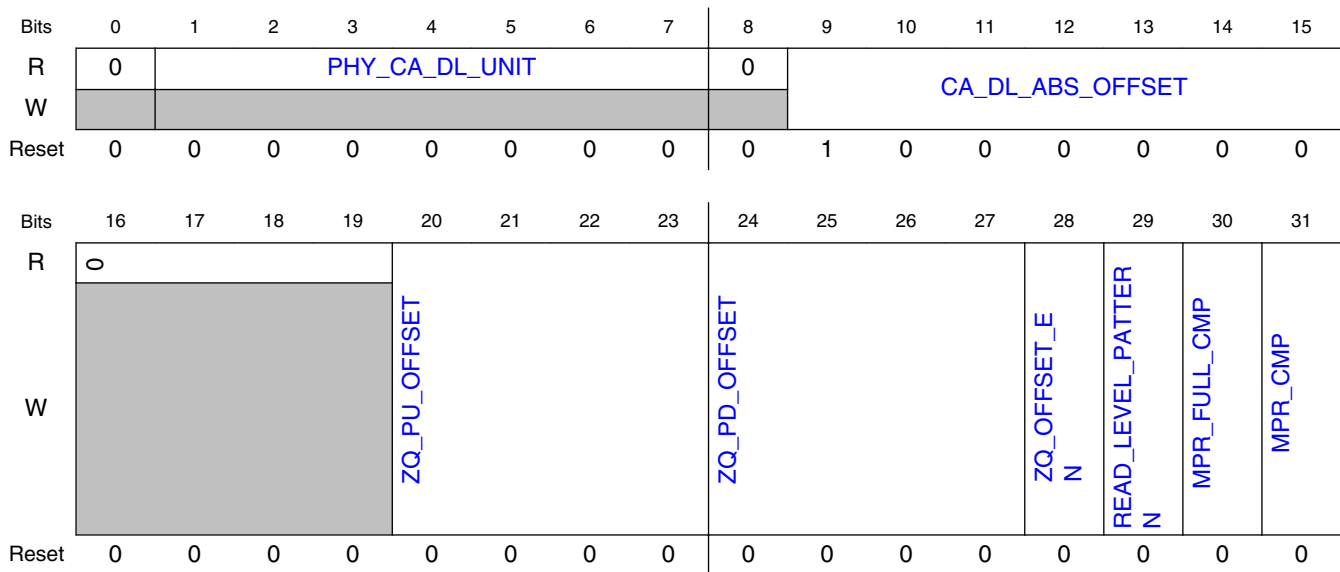 Bits 0 1 2 3 4 5 6 7 8 9 10 11 12 13 14 15
R 0 PHY_CA_DL_UNIT 0 CA_DL_ABS_OFFSET
W
Reset 0 0 0 0 0 0 0 0 0 1 0 0 0 0 0 0
Bits 16 17 18 19 20 21 22 23 24 25 26 27 28 29 30 31
R 0
W
ZQ_PU_OFFSET
ZQ_PD_OFFSET
ZQ_OFFSET_E
N
READ_LEVEL_PATTER
N
MPR_FULL_CMP
MPR_CMP
Reset 0 0 0 0 0 0 0 0 0 0 0 0 0 0 0 0